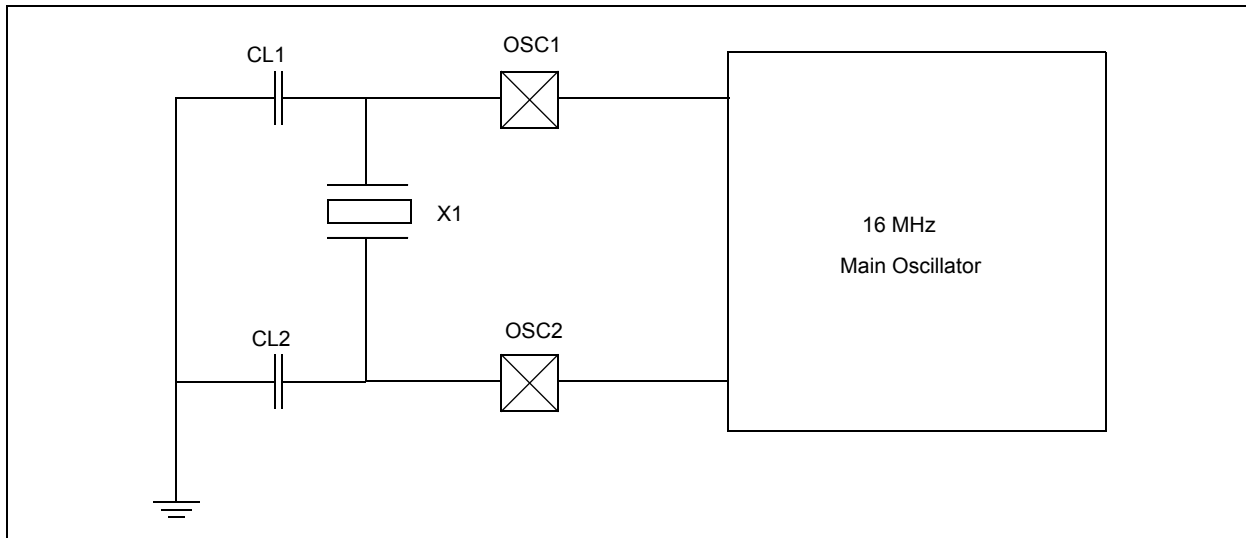 OSC1
CL1
X1
16 MHz
Main Oscillator
OSC2
CL2